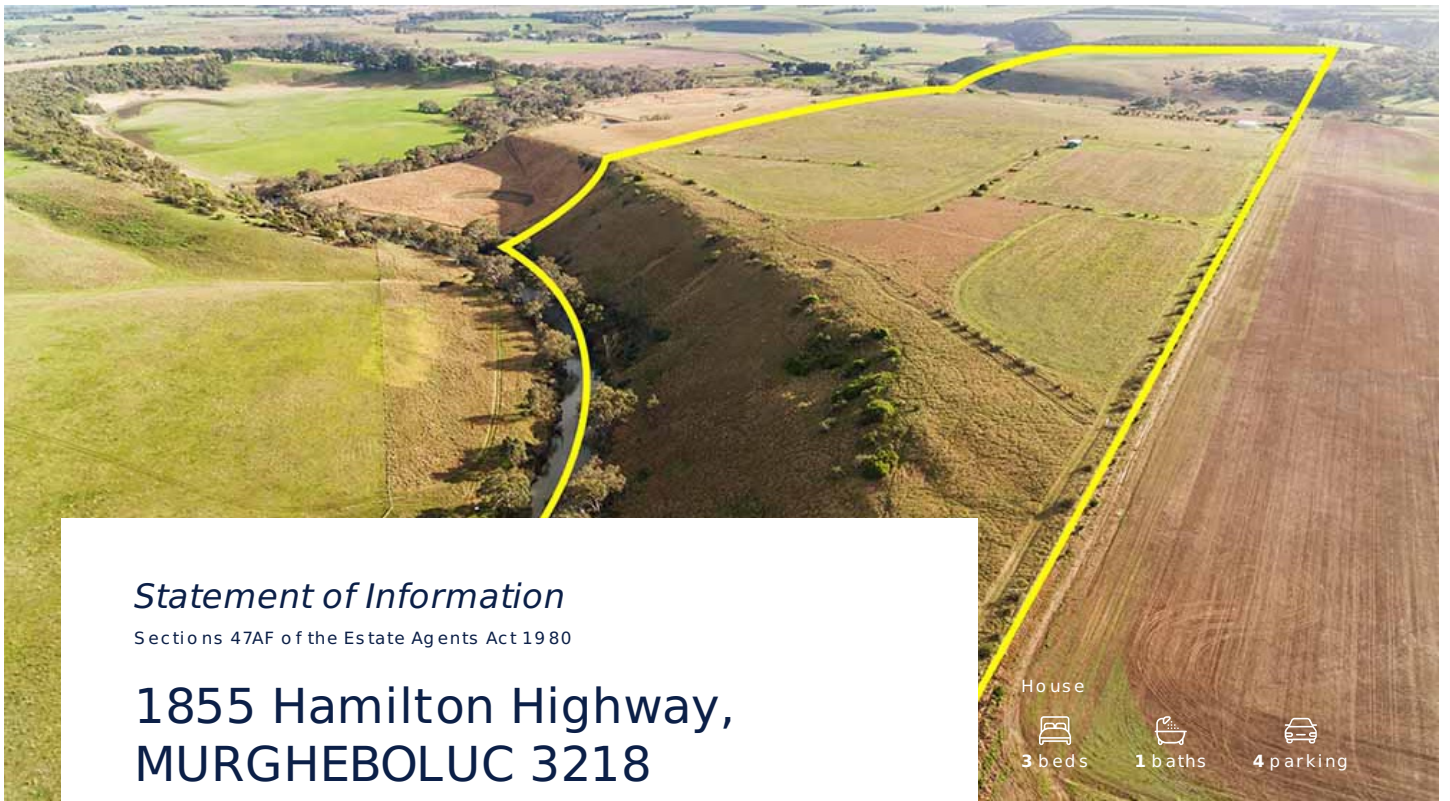 Statement of Information
Sections 47AF of the Estate Agents Act 1980
1855 Hamilton Highway,
MURGHEBOLUC 3218
House
3 beds 1 baths 4 parking